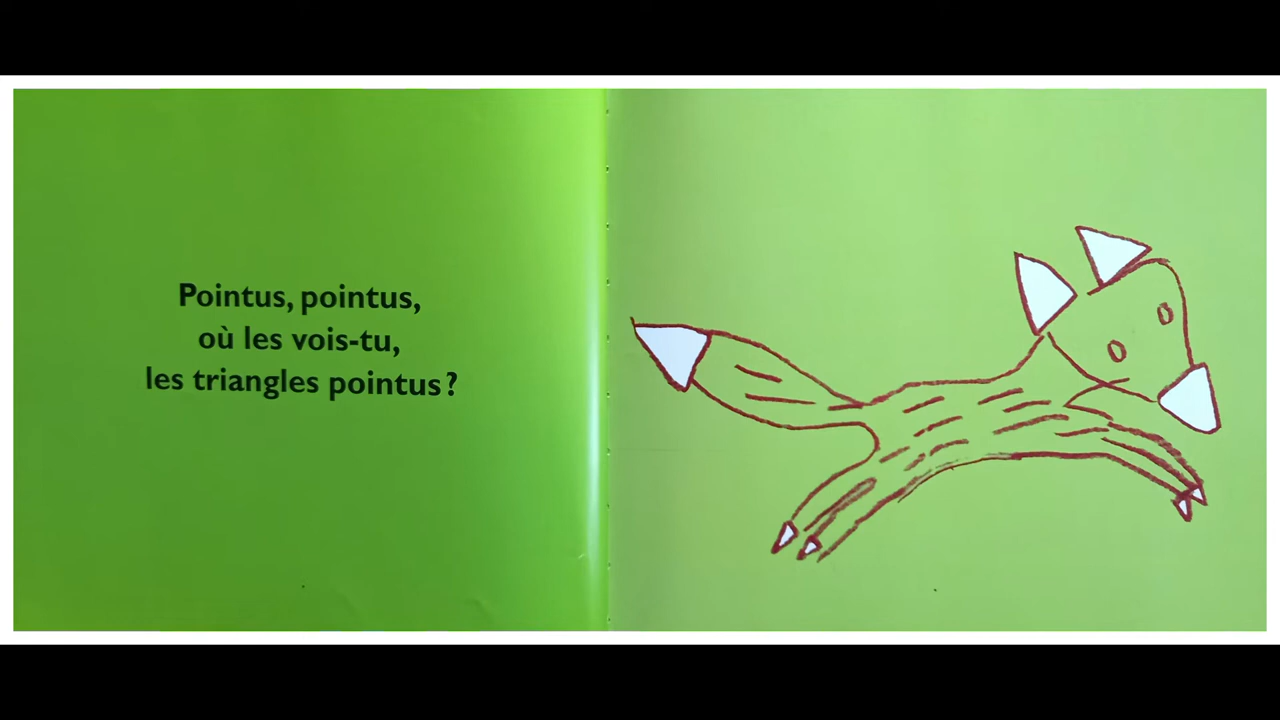 Pointus, pointus,
où les vois-tu,
les triangles pointus ?